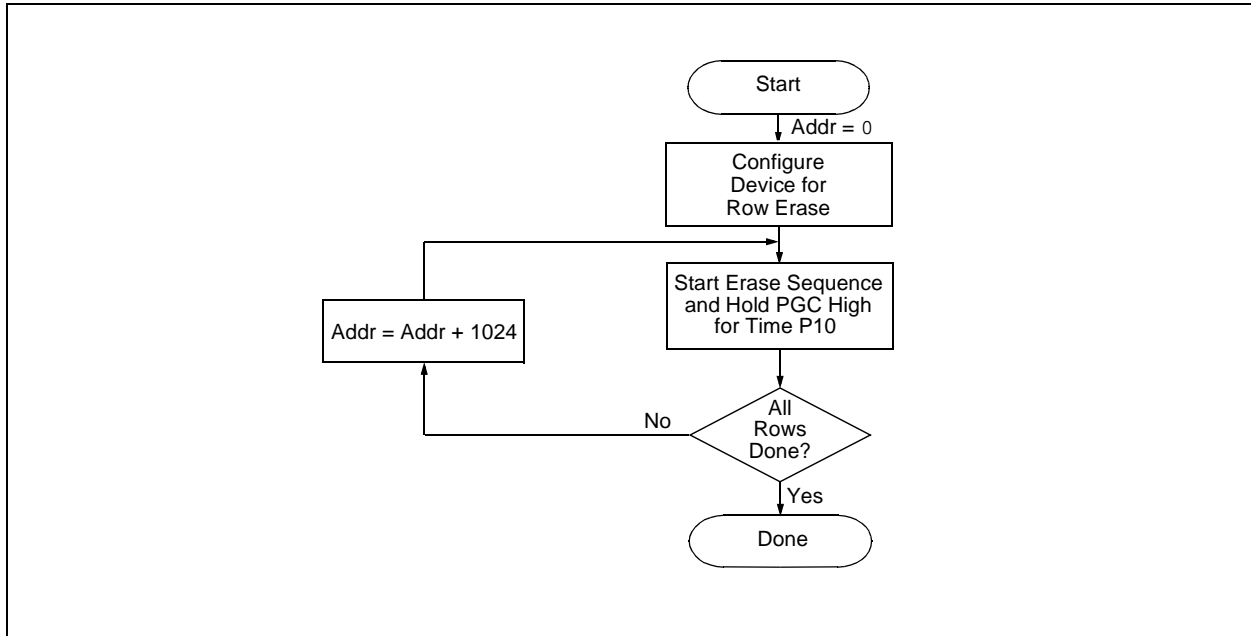 Start
Addr = 0
Configure
Device for
Row Erase
Start Erase Sequence
and Hold PGC High
for Time P10
Addr = Addr + 1024
All
Rows
Done?
No
Yes
Done